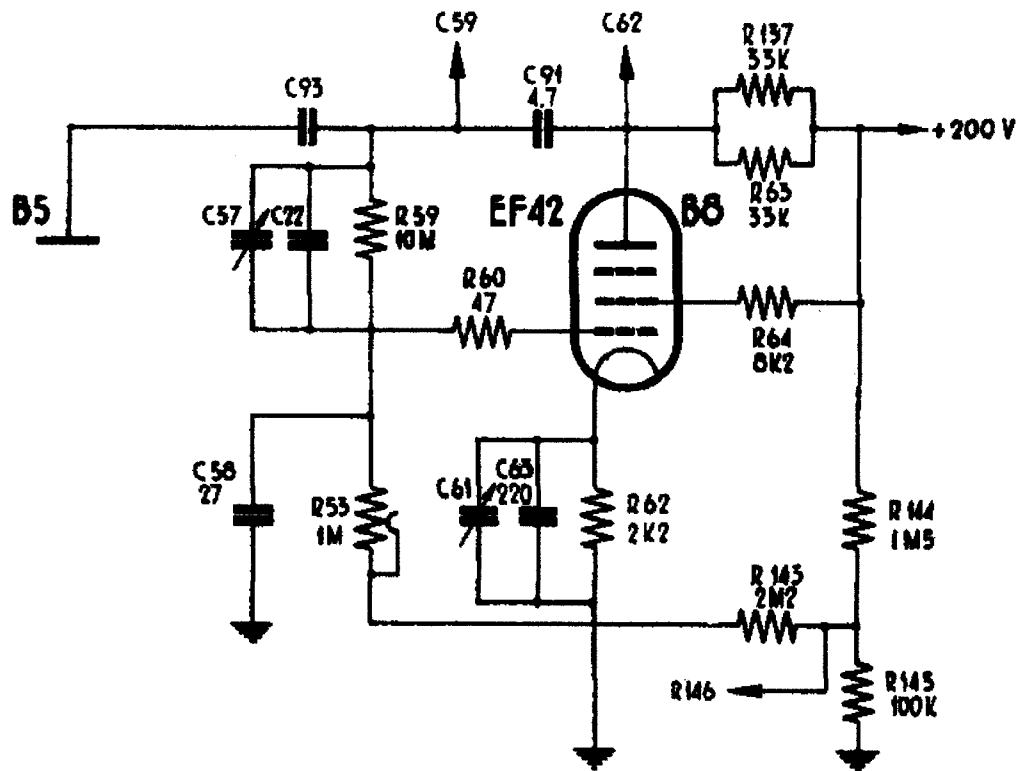 C59
C62
R137
33K
C93
C91
4.7
+200 V
R63
33K
B5
C57
C22
R59
10M
EF42
B8
R60
47
R64
8K2
C58
27
R53
1M
C61
C63
220
R62
2K2
R144
1M5
R143
2M2
R146
R145
100K